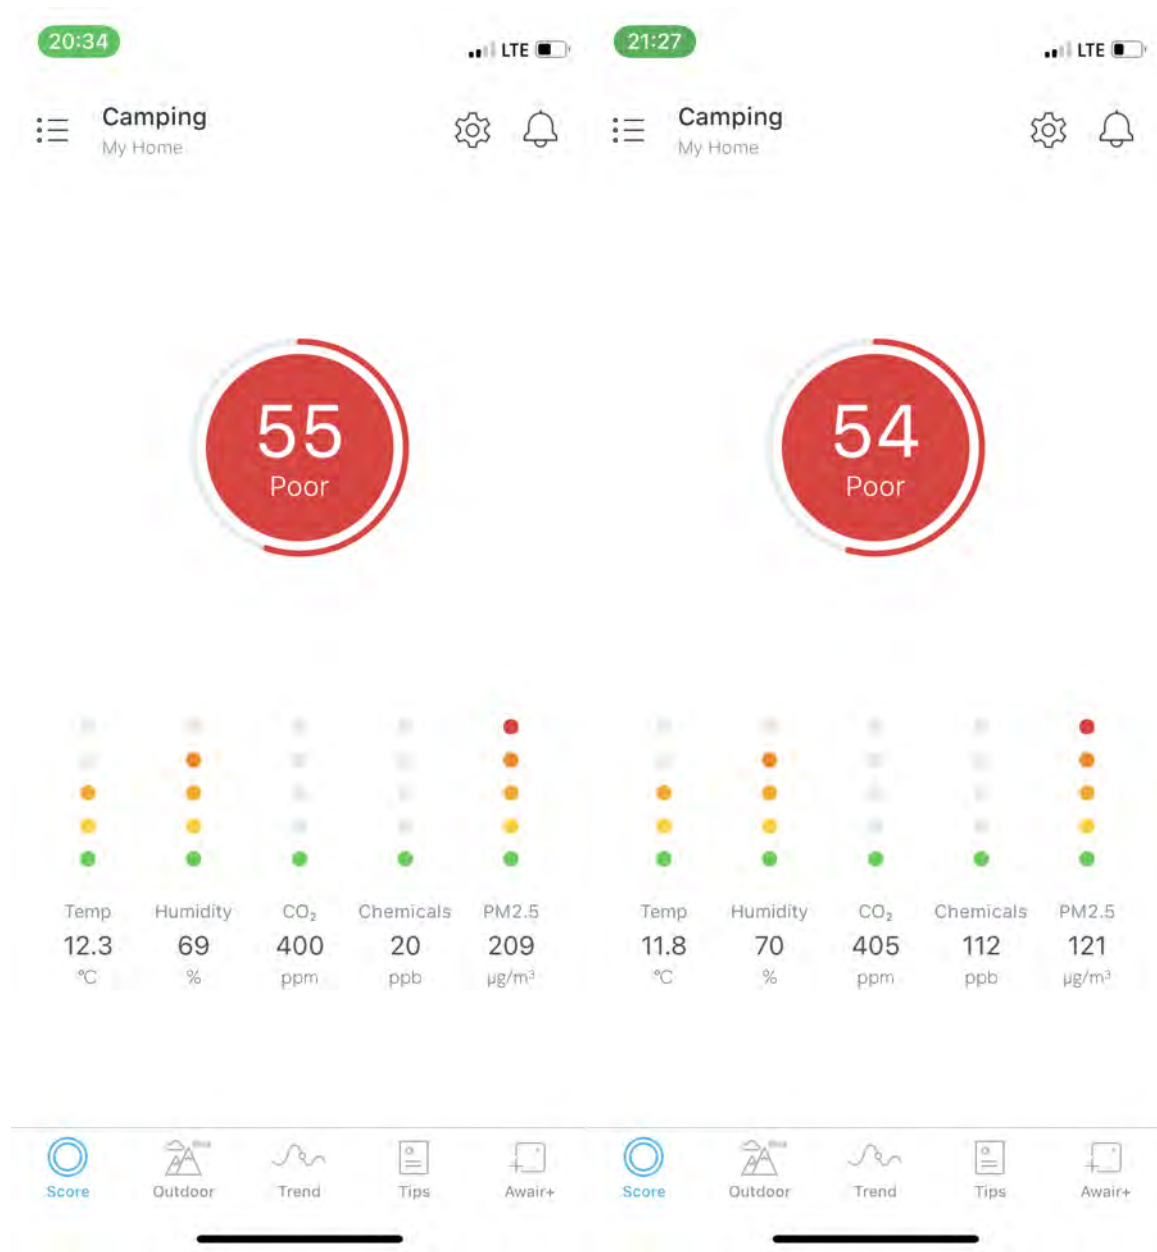 20:34
LTE
Camping
My Home
55
Poor
Temp Humidity CO₂ Chemicals PM2.5
12.3 69 400 20 209
°C % ppm ppb µg/m³
Score Outdoor Trend Tips Awair+
21:27
LTE
Camping
My Home
54
Poor
Temp Humidity CO₂ Chemicals PM2.5
11.8 70 405 112 121
°C % ppm ppb µg/m³
Score Outdoor Trend Tips Awair+